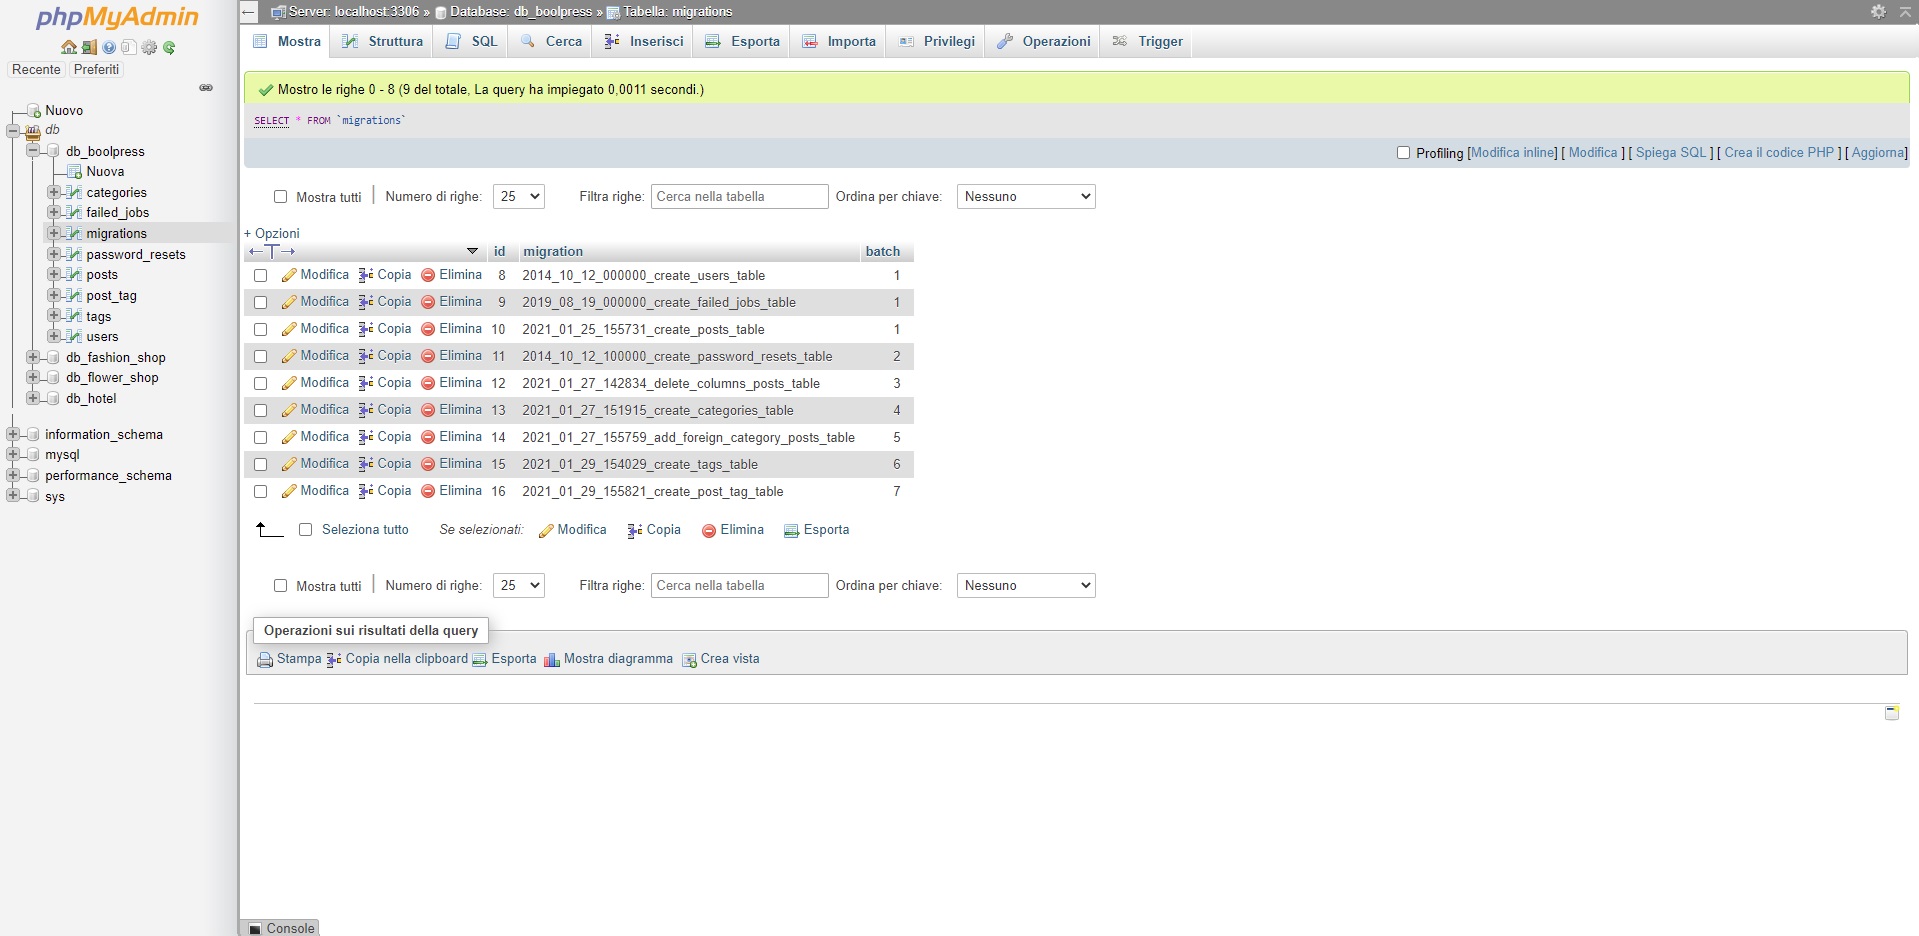 phpMyAdmin
Recente Preferiti
Nuovo
db
db_boolpress
Nuova
categories
failed_jobs
migrations
password_resets
posts
post_tag
tags
users
db_fashion_shop
db_flower_shop
db_hotel
information_schema
mysql
performance_schema
sys
Server: localhost:3306 » Database: db_boolpress » Tabella: migrations
Mostra Struttura SQL Cerca Inserisci Esporta Importa Privilegi Operazioni Trigger
Mostro le righe 0 - 8 (9 del totale, La query ha impiegato 0,0011 secondi.)
SELECT * FROM `migrations`
Profiling [Modifica inline] [ Modifica ] [ Spiega SQL ] [ Crea il codice PHP ] [ Aggiorna]
Mostra tutti | Numero di righe: 25 Filtra righe: Cerca nella tabella Ordina per chiave: Nessuno
+ Opzioni
←T→ id migration batch
Modifica Copia Elimina 8 2014_10_12_000000_create_users_table 1
Modifica Copia Elimina 9 2019_08_19_000000_create_failed_jobs_table 1
Modifica Copia Elimina 10 2021_01_25_155731_create_posts_table 1
Modifica Copia Elimina 11 2014_10_12_100000_create_password_resets_table 2
Modifica Copia Elimina 12 2021_01_27_142834_delete_columns_posts_table 3
Modifica Copia Elimina 13 2021_01_27_151915_create_categories_table 4
Modifica Copia Elimina 14 2021_01_27_155759_add_foreign_category_posts_table 5
Modifica Copia Elimina 15 2021_01_29_154029_create_tags_table 6
Modifica Copia Elimina 16 2021_01_29_155821_create_post_tag_table 7
Seleziona tutto Se selezionati: Modifica Copia Elimina Esporta
Mostra tutti | Numero di righe: 25 Filtra righe: Cerca nella tabella Ordina per chiave: Nessuno
Operazioni sui risultati della query
Stampa Copia nella clipboard Esporta Mostra diagramma Crea vista
Console